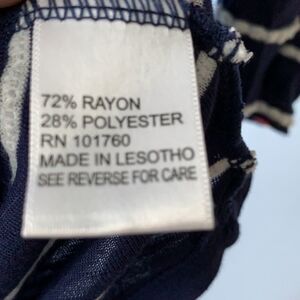 72% RAYON
28% POLYESTER
RN 101760
MADE IN LESOTHO
SEE REVERSE FOR CARE